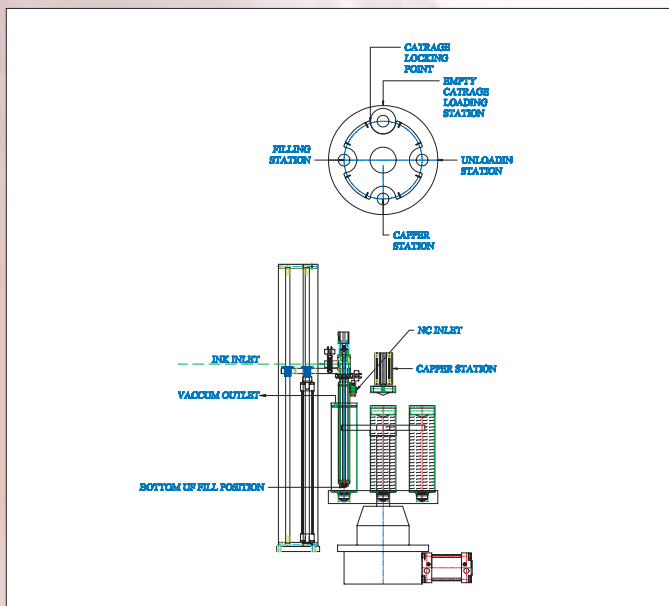 CATRAGE
LOCKING
POINT
EMPTY
CATRAGE
LOADING
STATION
FILLING
STATION
UNLOADIN
STATION
CAPPER
STATION
NC INLET
INK INLET
CAPPER STATION
VACCUM OUTLET
BOTTOM UP FILL POSITION